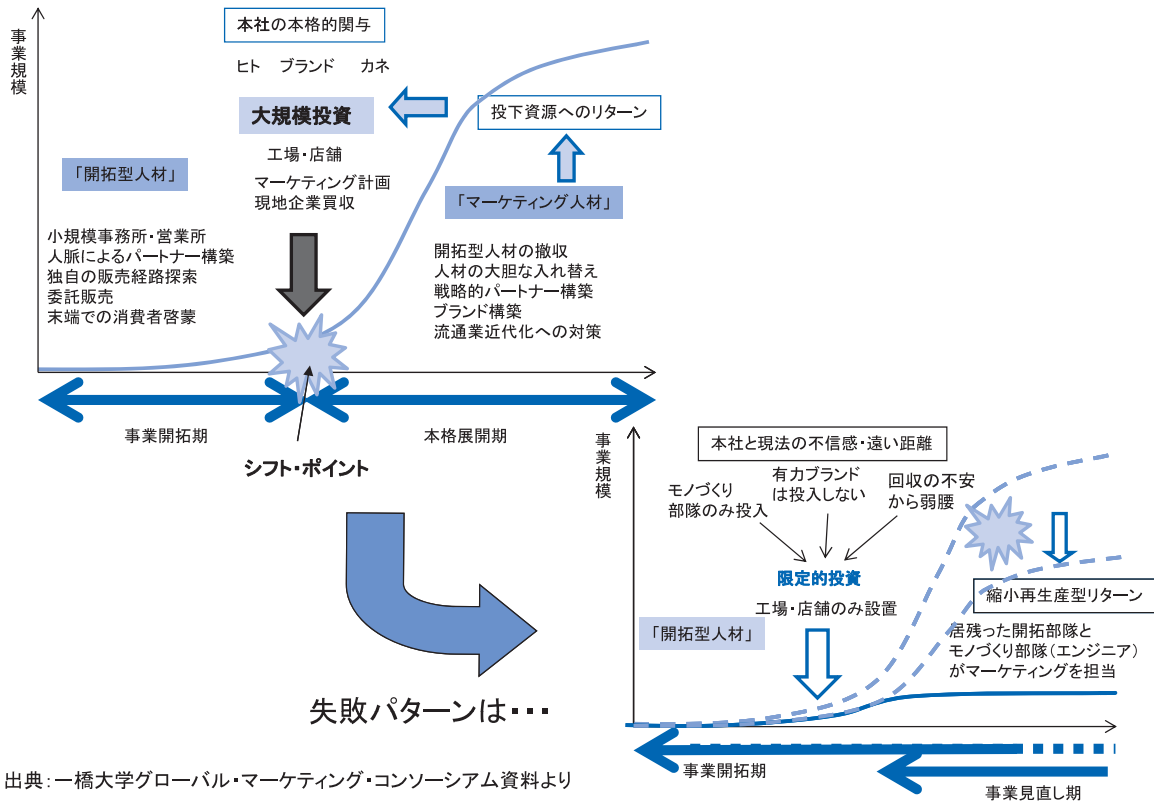 事業規模
本社の本格的関与
ヒト ブランド カネ
大規模投資
工場・店舗
マーケティング計画
現地企業買収
投下資源へのリターン
「開拓型人材」
小規模事務所・営業所
人脈によるパートナー構築
独自の販売経路探索
委託販売
末端での消費者啓蒙
「マーケティング人材」
開拓型人材の撤収
人材の大胆な入れ替え
戦略的パートナー構築
ブランド構築
流通業近代化への対策
事業開拓期
本格展開期
シフト・ポイント
失敗パターンは・・・
事業規模
本社と現法の不信感・遠い距離
モノづくり
部隊のみ投入
有力ブランド
は投入しない
回収の不安
から弱腰
限定的投資
工場・店舗のみ設置
「開拓型人材」
縮小再生産型リターン
居残った開拓部隊と
モノづくり部隊(エンジニア)
がマーケティングを担当
事業開拓期
事業見直し期
出典:一橋大学グローバル・マーケティング・コンソーシアム資料より